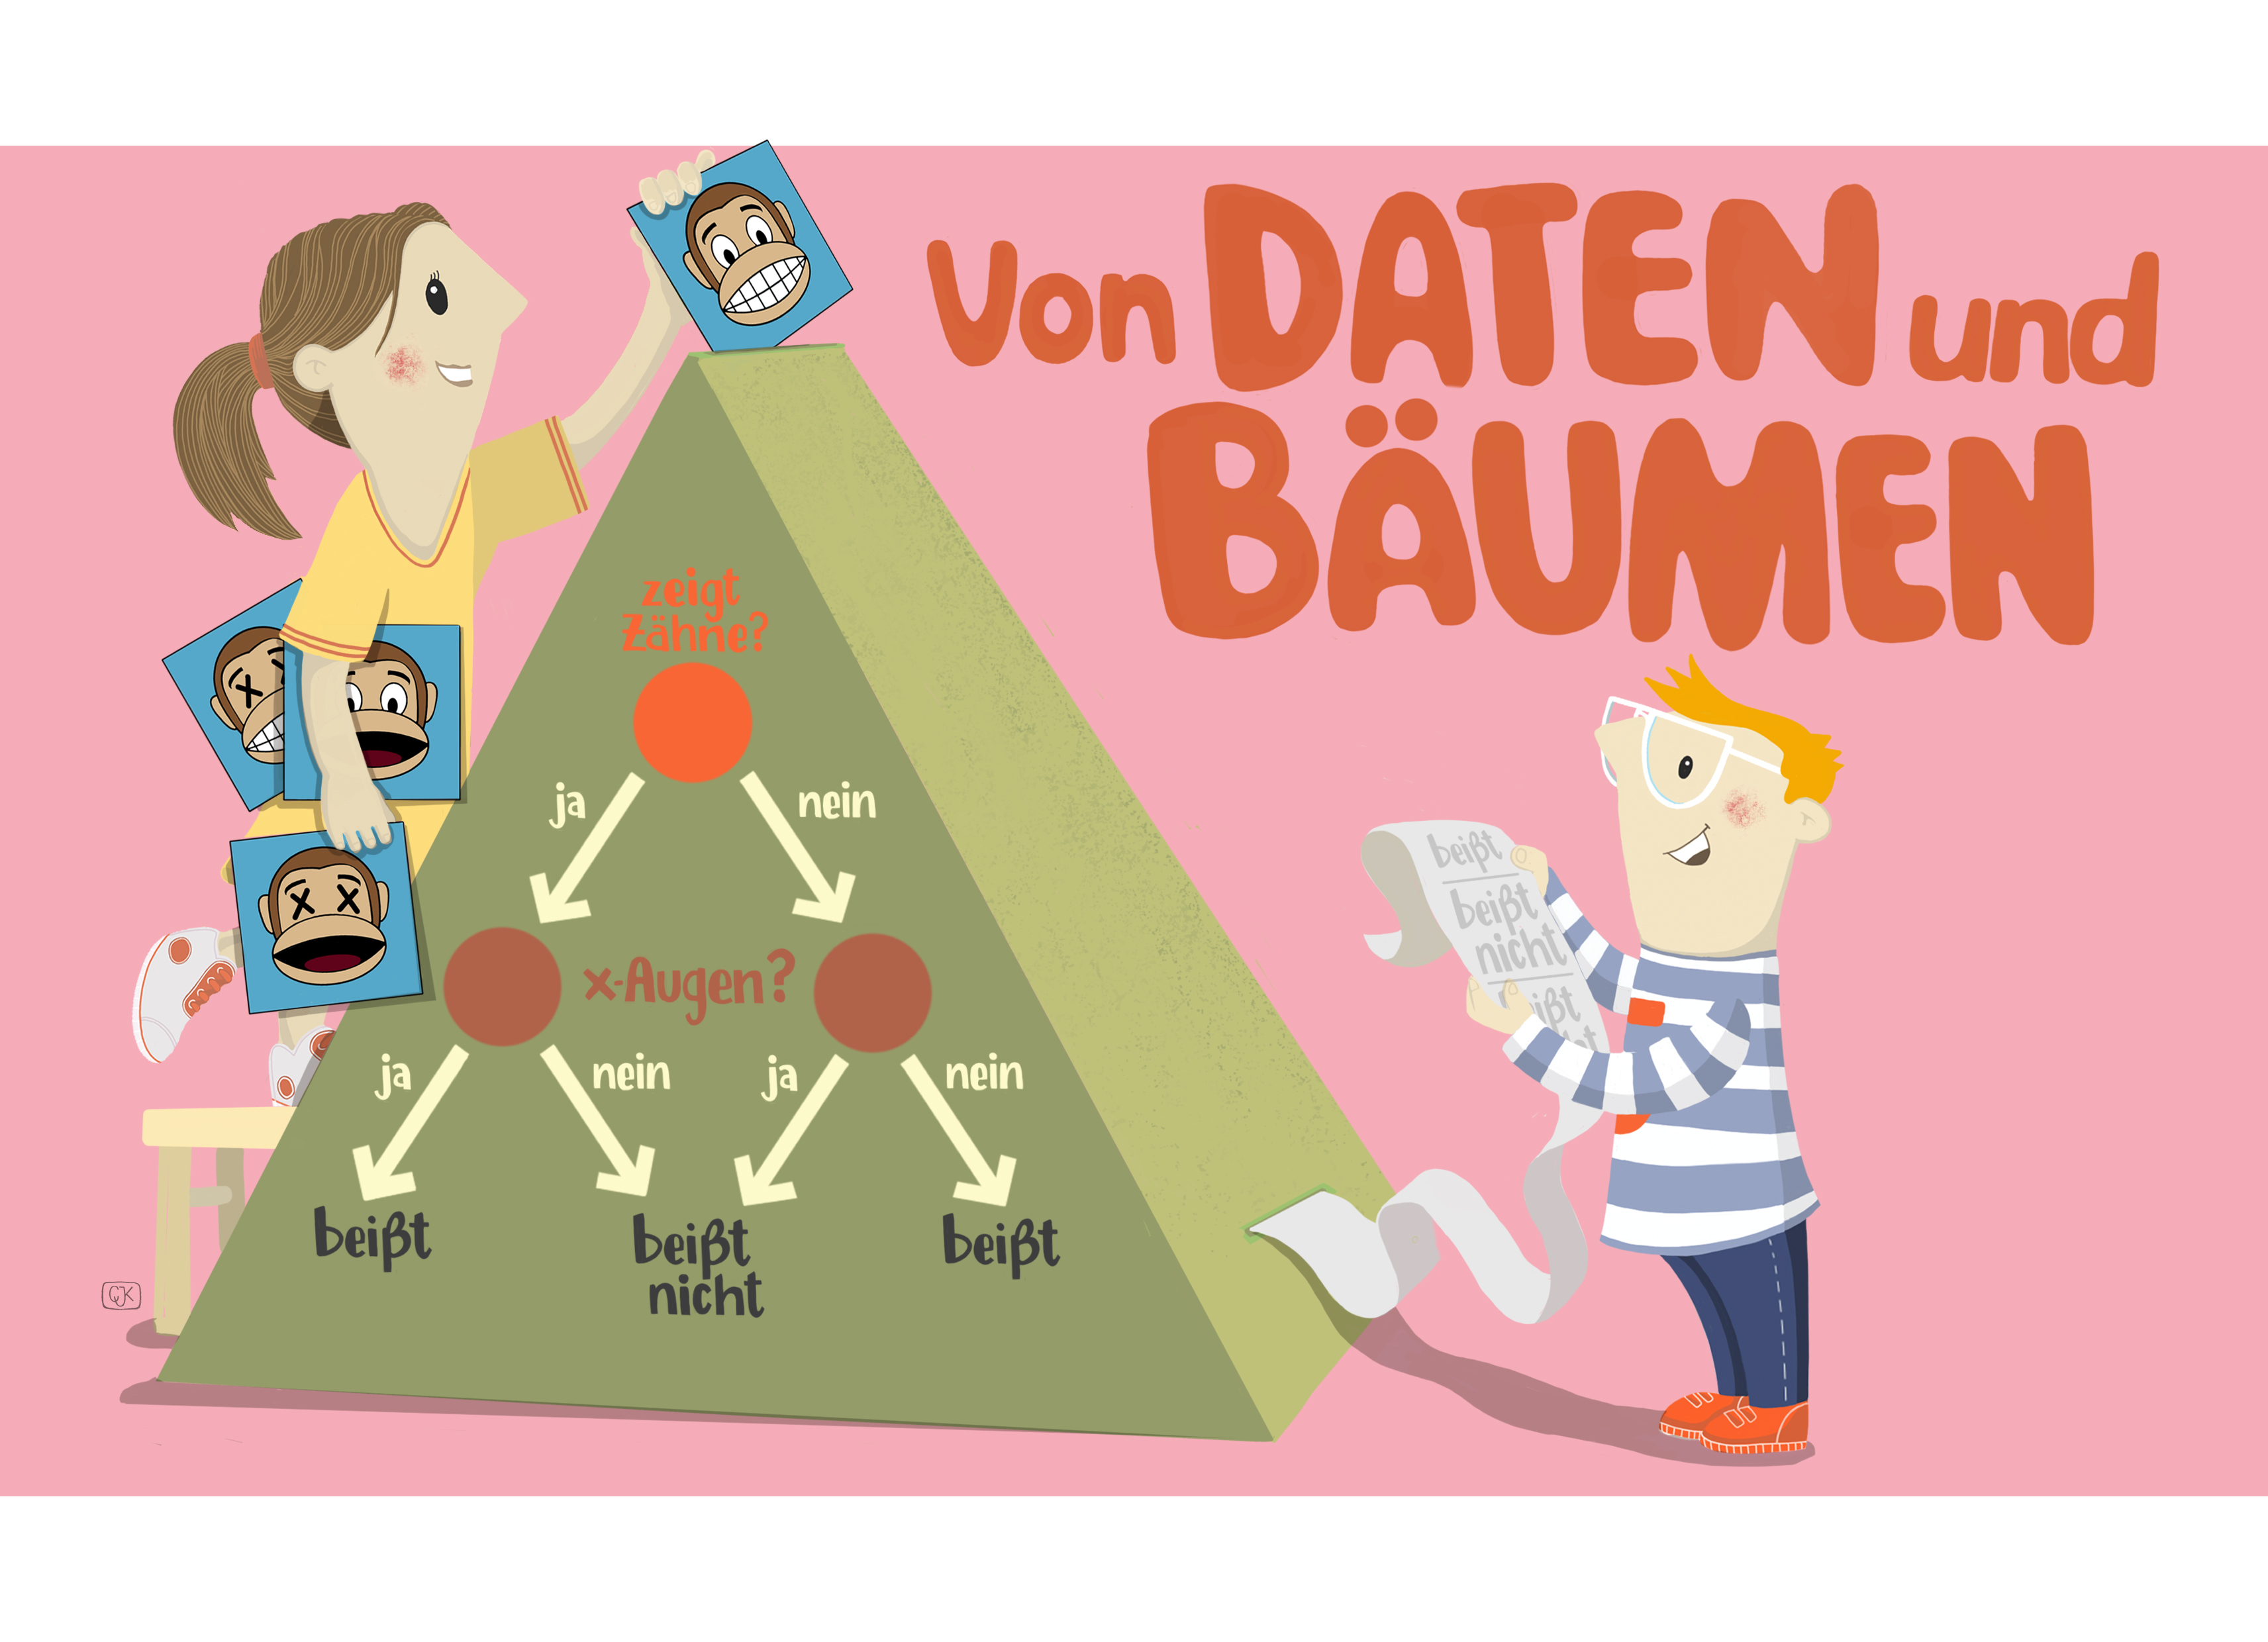 Von DATEN und
BÄUMEN
zeigt
Zähne?
ja
nein
x-Augen?
ja
nein
ja
nein
beißt
beißt
nicht
beißt
beißt
beißt
nicht
CJK